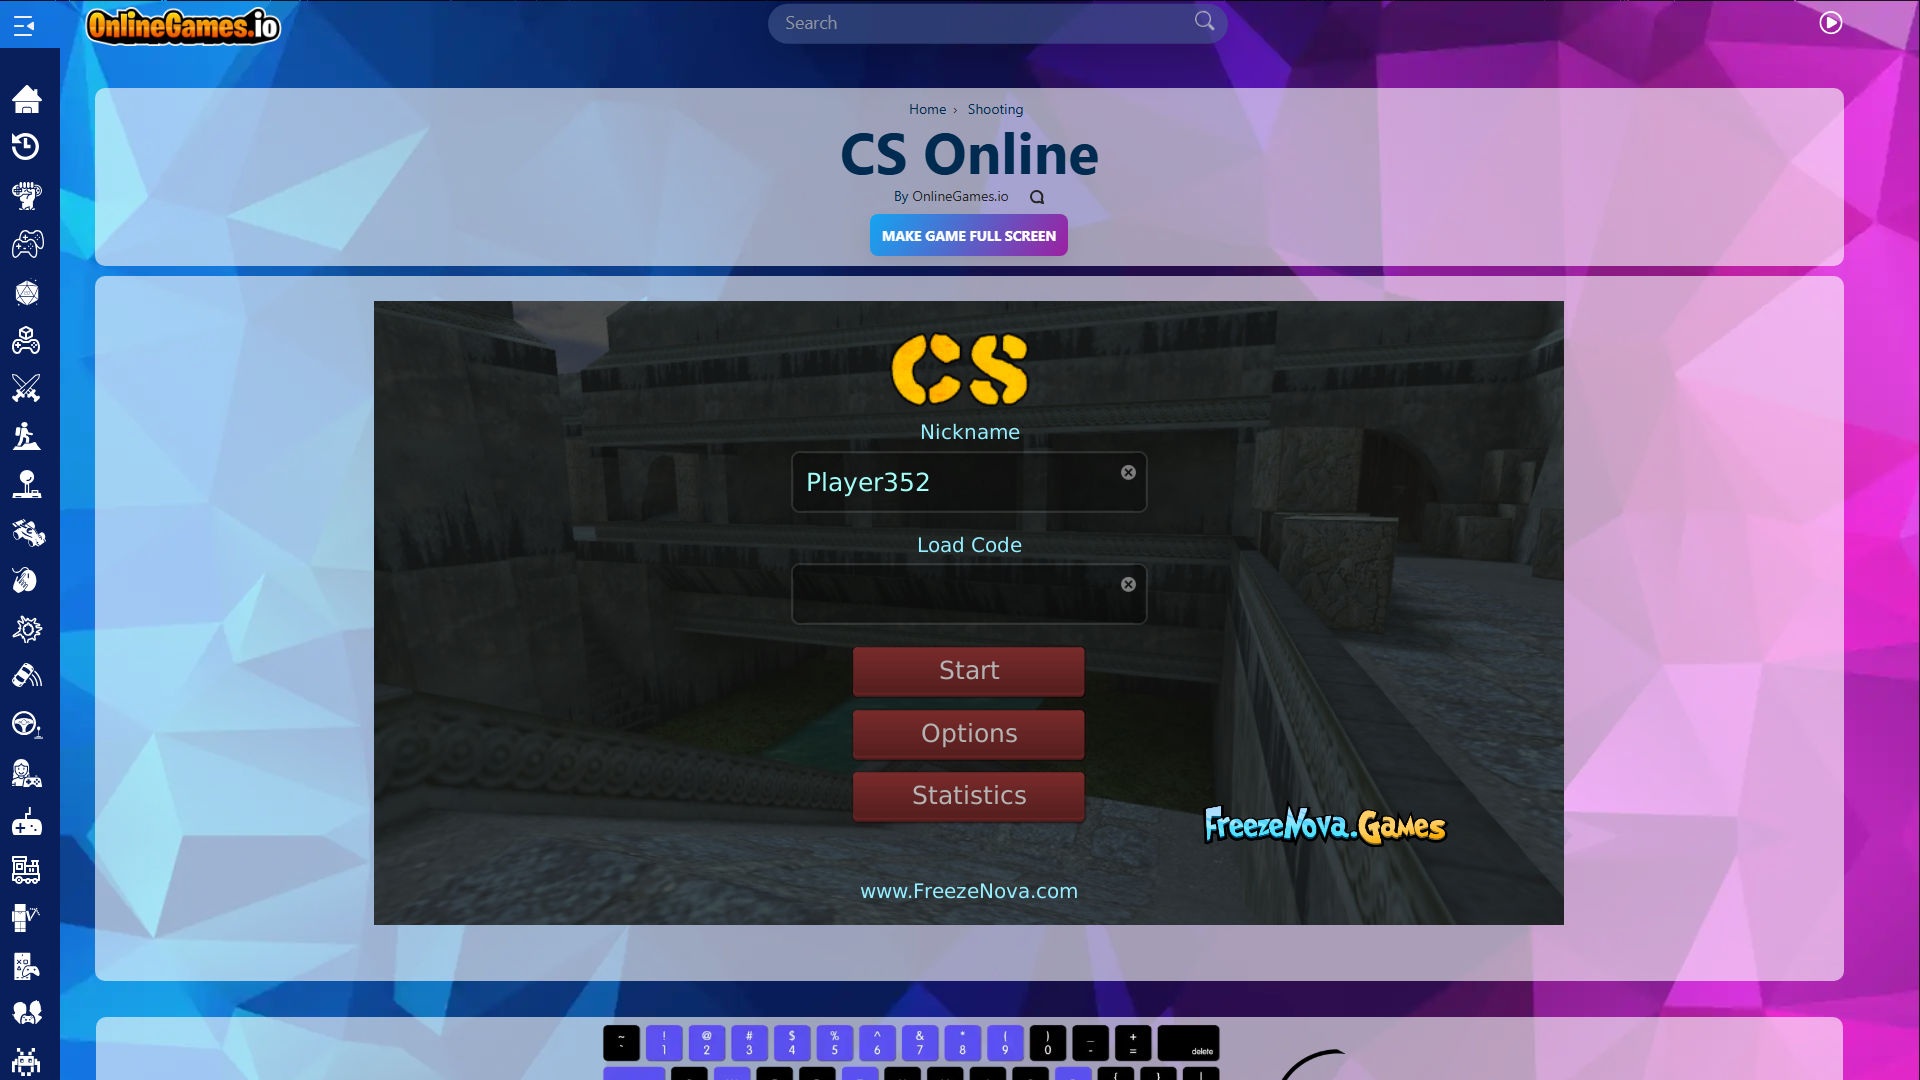 OnlineGames.io
Search
Home › Shooting
CS Online
By OnlineGames.io
MAKE GAME FULL SCREEN
CS
Nickname
Player352
Load Code
Start
Options
Statistics
FreezeNova.Games
www.FreezeNova.com
~ ! @ # $ % ^ & * ( ) _ +
` 1 2 3 4 5 6 7 8 9 0 - = delete